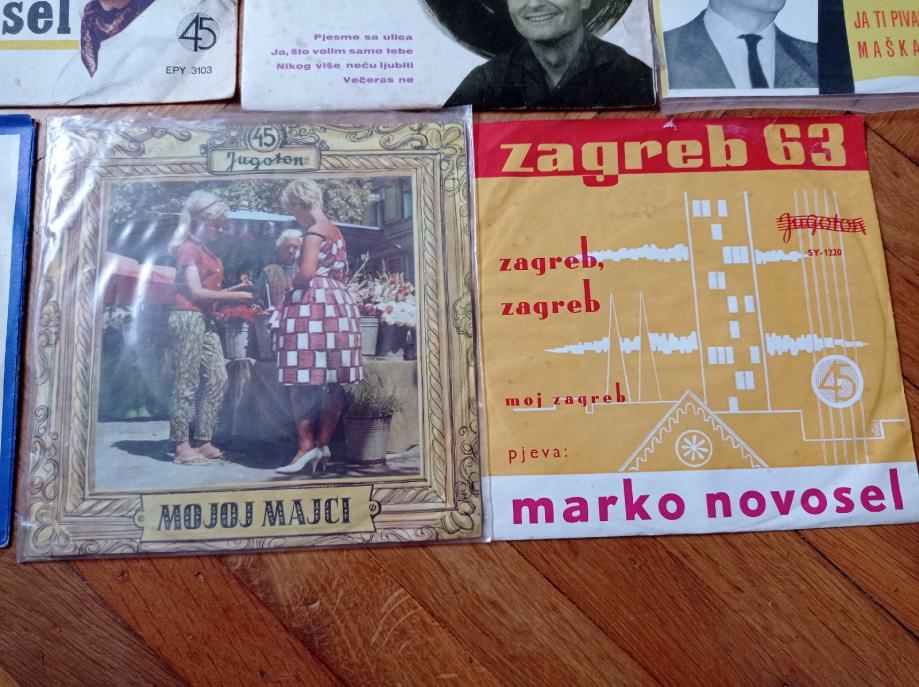 sel
45
EPY 3103
Pjesme sa ulica
Ja, što volim samo tebe
Nikog više neću ljubiti
Večeras ne
JA TI PIVA
MAŠKA
45
Jugoton
MOJOJ MAJCI
zagreb 63
jugoton
SY-1220
zagreb,
zagreb
moj zagreb
45
pjeva:
marko novosel